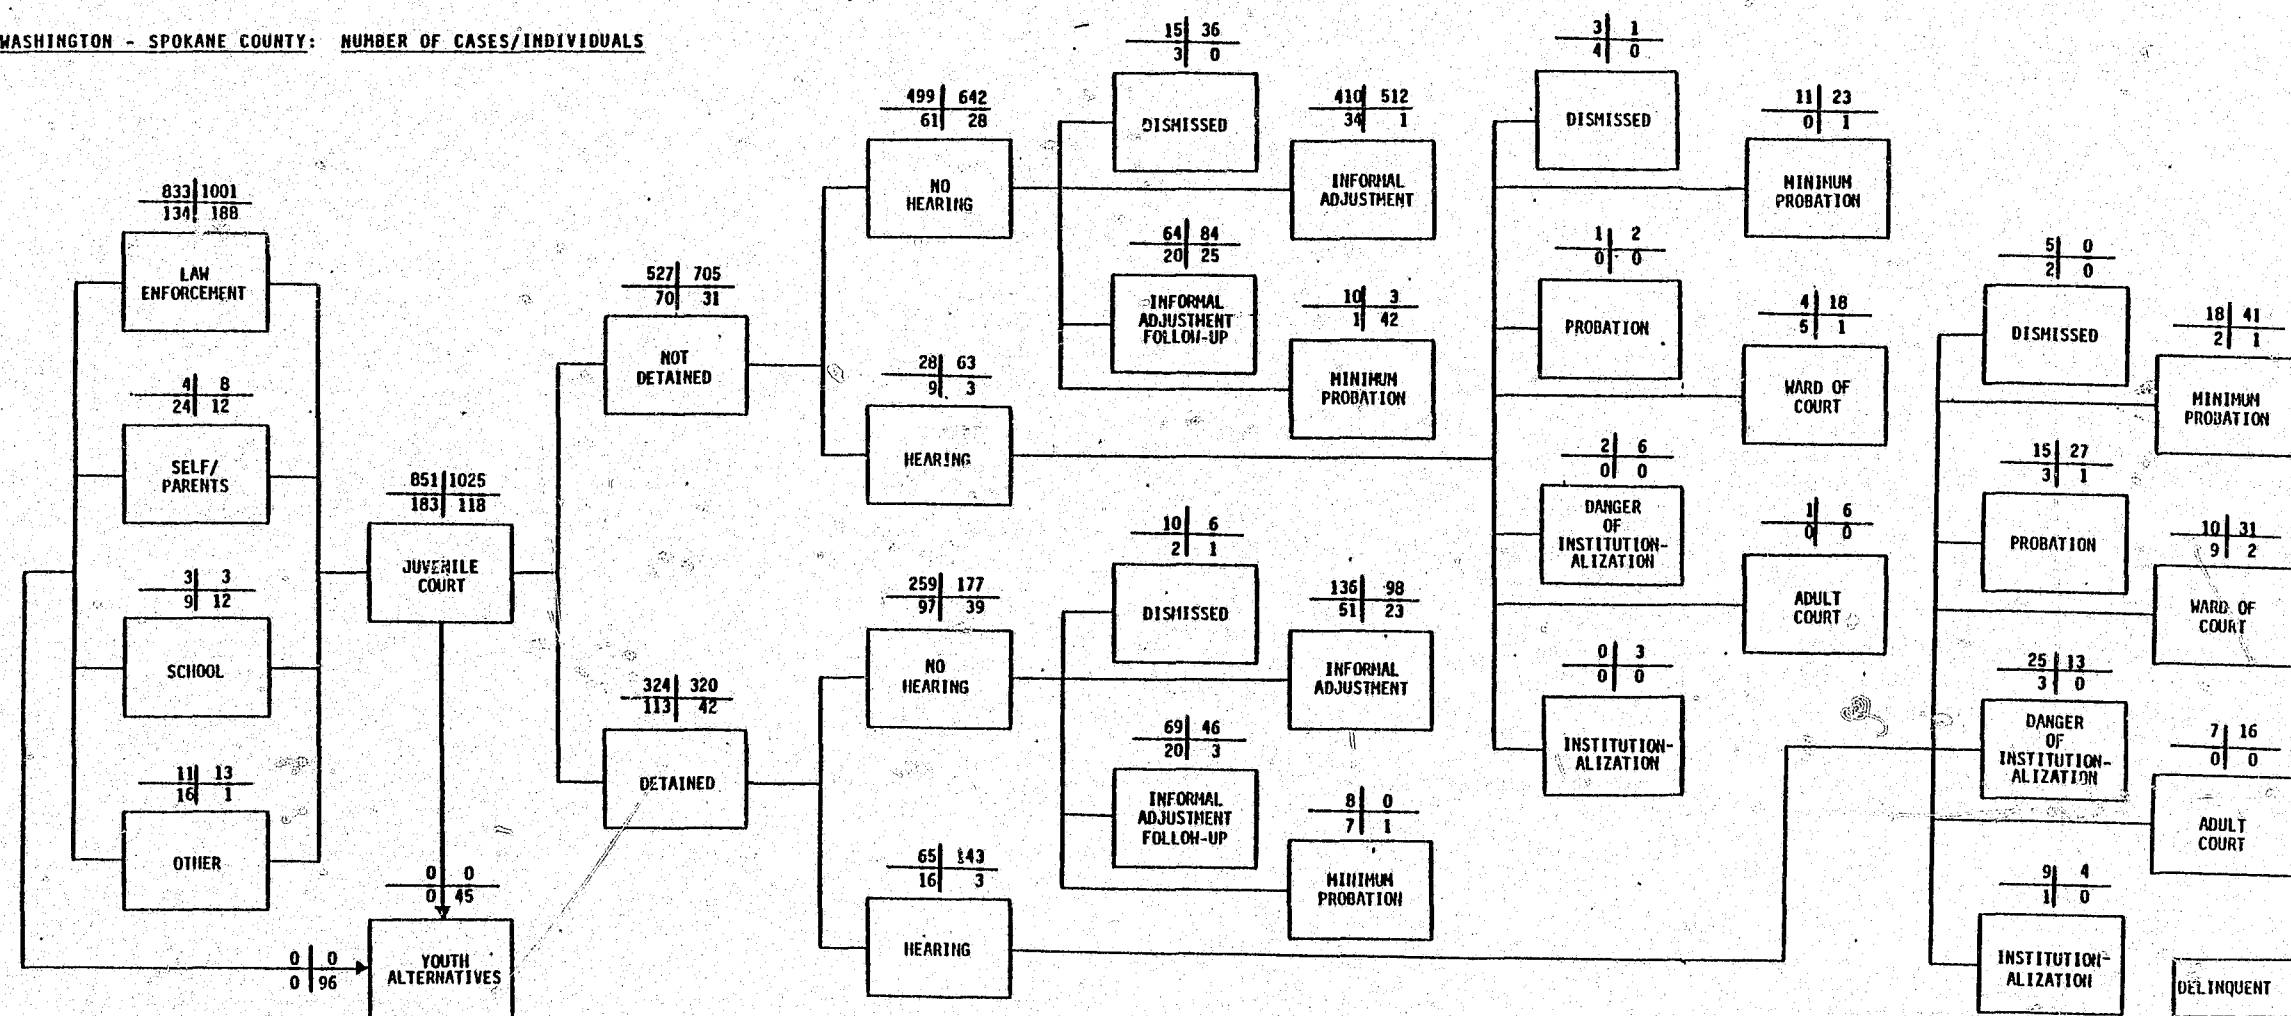 WASHINGTON - SPOKANE COUNTY: NUMBER OF CASES/INDIVIDUALS
833 1001
134 188
LAW
ENFORCEMENT
4 8
24 12
SELF/
PARENTS
3 3
9 12
SCHOOL
11 13
16 1
OTHER
851 1025
183 118
JUVENILE
COURT
0 0
0 45
0 0
0 96
YOUTH
ALTERNATIVES
527 705
70 31
NOT
DETAINED
324 320
113 42
DETAINED
499 642
61 28
NO
HEARING
28 63
9 3
HEARING
259 177
97 39
NO
HEARING
65 143
16 3
HEARING
15 36
3 0
DISMISSED
410 512
34 1
INFORMAL
ADJUSTMENT
64 84
20 25
INFORMAL
ADJUSTMENT
FOLLOW-UP
10 3
1 42
MINIMUM
PROBATION
10 6
2 1
DISMISSED
136 98
51 23
INFORMAL
ADJUSTMENT
69 46
20 3
INFORMAL
ADJUSTMENT
FOLLOW-UP
8 0
7 1
MINIMUM
PROBATION
3 1
4 0
DISMISSED
11 23
0 1
MINIMUM
PROBATION
1 2
0 0
PROBATION
4 18
5 1
WARD OF
COURT
2 6
0 0
DANGER
OF
INSTITUTION-
ALIZATION
1 6
0 0
ADULT
COURT
0 3
0 0
INSTITUTION-
ALIZATION
5 0
2 0
DISMISSED
18 41
2 1
MINIMUM
PROBATION
15 27
3 1
PROBATION
10 31
9 2
WARD OF
COURT
25 13
3 0
DANGER
OF
INSTITUTION-
ALIZATION
7 16
0 0
ADULT
COURT
9 4
1 0
INSTITUTION-
ALIZATION
DELINQUENT